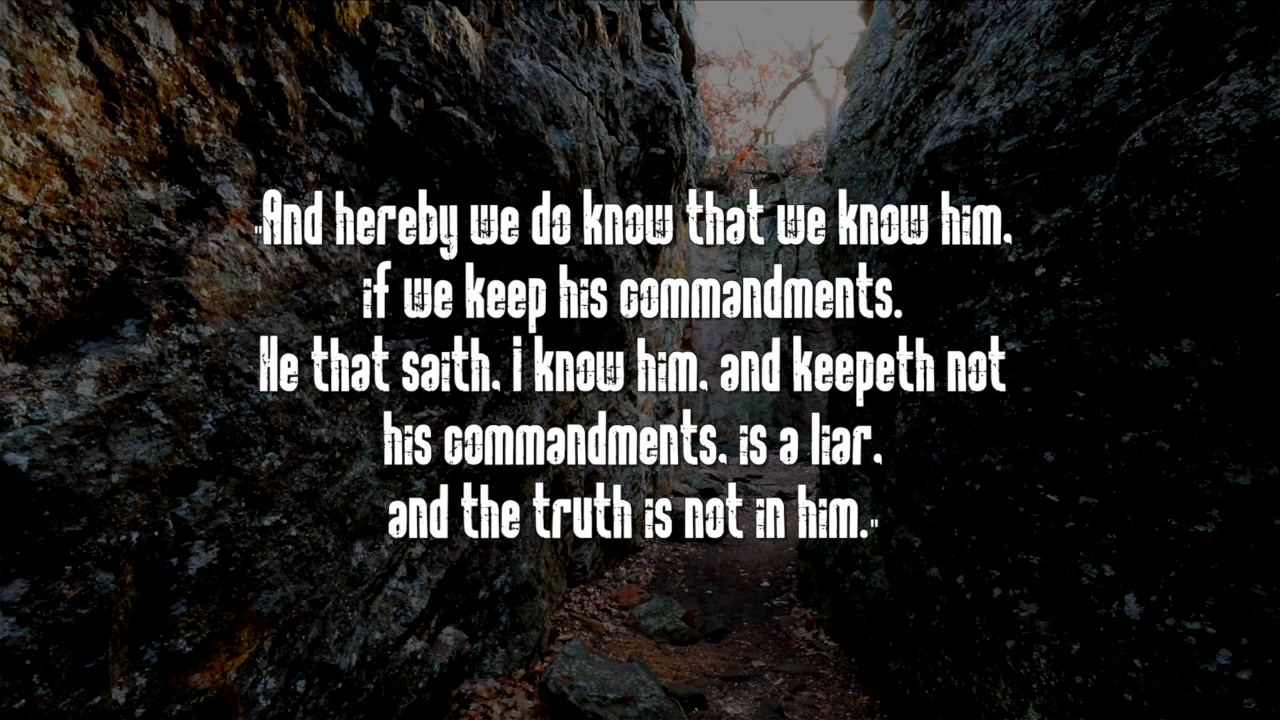 "And hereby we do know that we know him,
if we keep his commandments.
He that saith, i know him, and keepeth not
his commandments, is a liar,
and the truth is not in him."